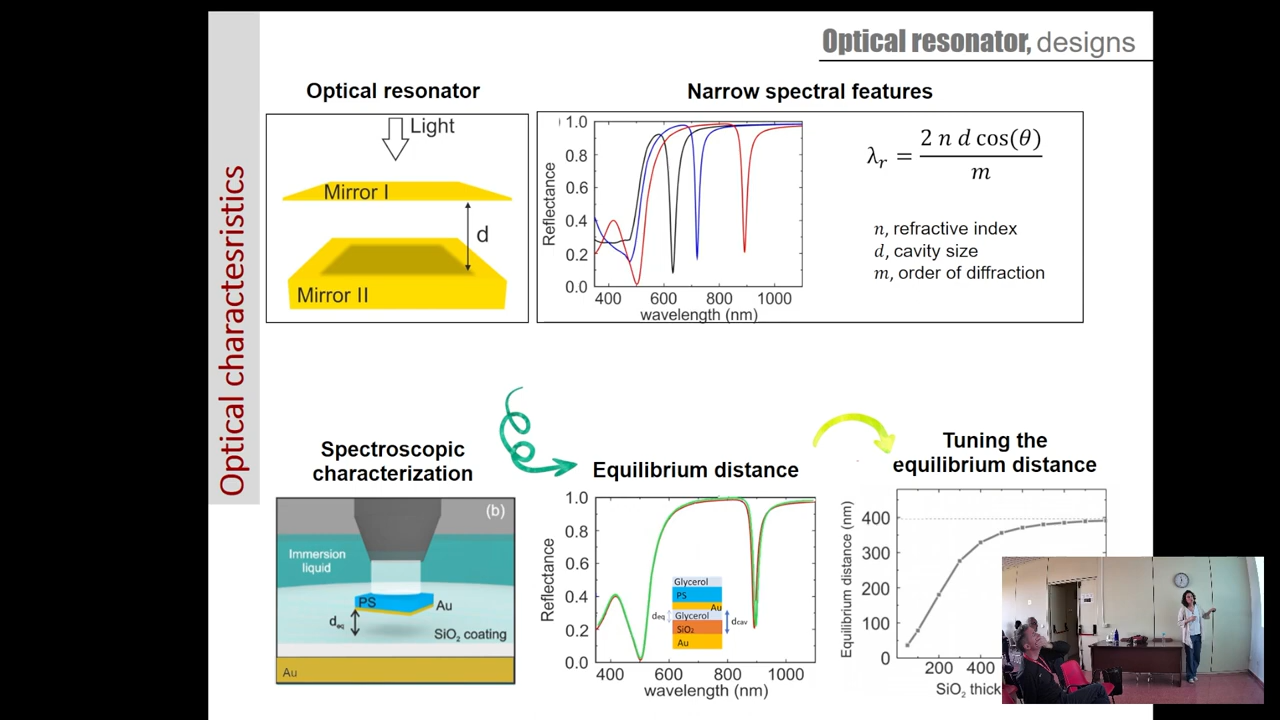 Optical charactesristics
Optical resonator, designs
Optical resonator
Light
Mirror I
d
Mirror II
Narrow spectral features
1.0
0.8
0.6
0.4
0.2
0.0
Reflectance
400 600 800 1000
wavelength (nm)
λr = 2 n d cos(θ) / m
n, refractive index
d, cavity size
m, order of diffraction
Spectroscopic
characterization
(b)
Immersion
liquid
PS
Au
deq
SiO2 coating
Au
Equilibrium distance
1.0
0.8
0.6
0.4
0.2
0.0
Reflectance
Glycerol
PS
Au
deq
Glycerol
dcav
SiO2
Au
400 600 800 1000
wavelength (nm)
Tuning the
equilibrium distance
400
300
200
100
0
Equilibrium distance (nm)
200 400
SiO2 thick